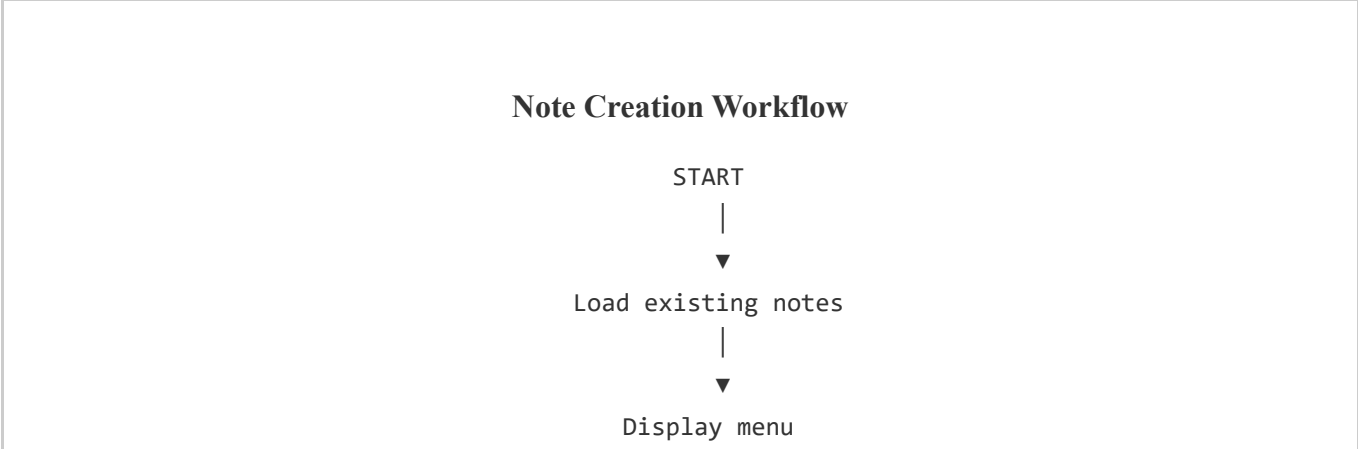 Note Creation Workflow
START
│
▼
Load existing notes
│
▼
Display menu